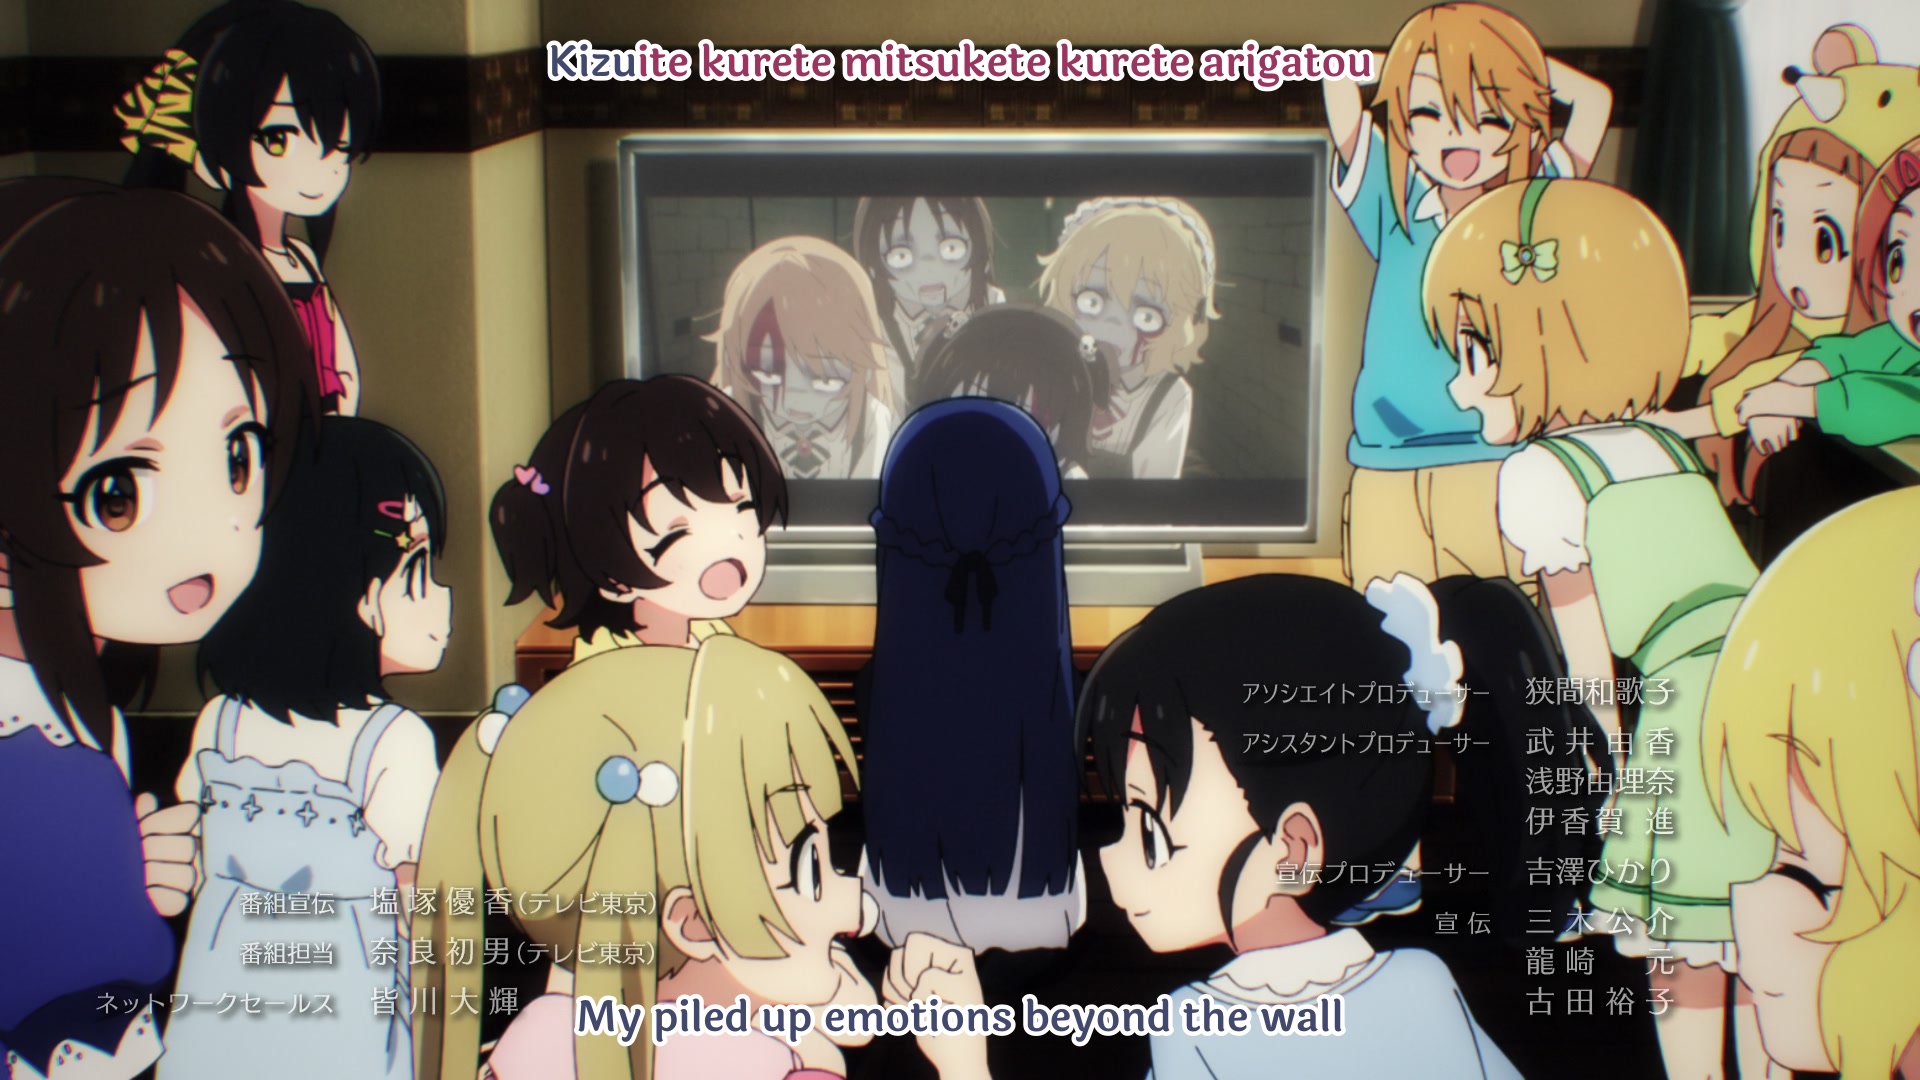 Kizuite kurete mitsukete kurete arigatou
番組宣伝 塩塚優香(テレビ東京)
番組担当 奈良初男(テレビ東京)
ネットワークセールス 皆川大輝
アソシエイトプロデューサー 狭間和歌子
アシスタントプロデューサー 武井由香
浅野由理奈
伊香賀 進
宣伝プロデューサー 吉澤ひかり
宣伝 三木公介
龍崎 元
古田裕子
My piled up emotions beyond the wall